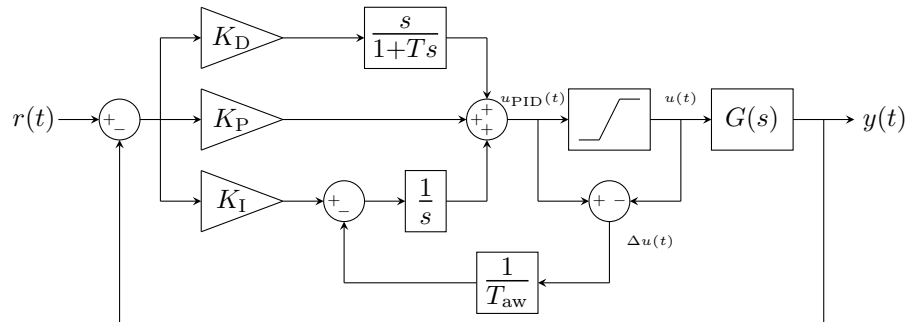 K_D
s
1+Ts
r(t)
+
−
K_P
+
+
+
u_PID(t)
u(t)
G(s)
y(t)
K_I
+
−
1
s
+
−
Δu(t)
1
T_aw